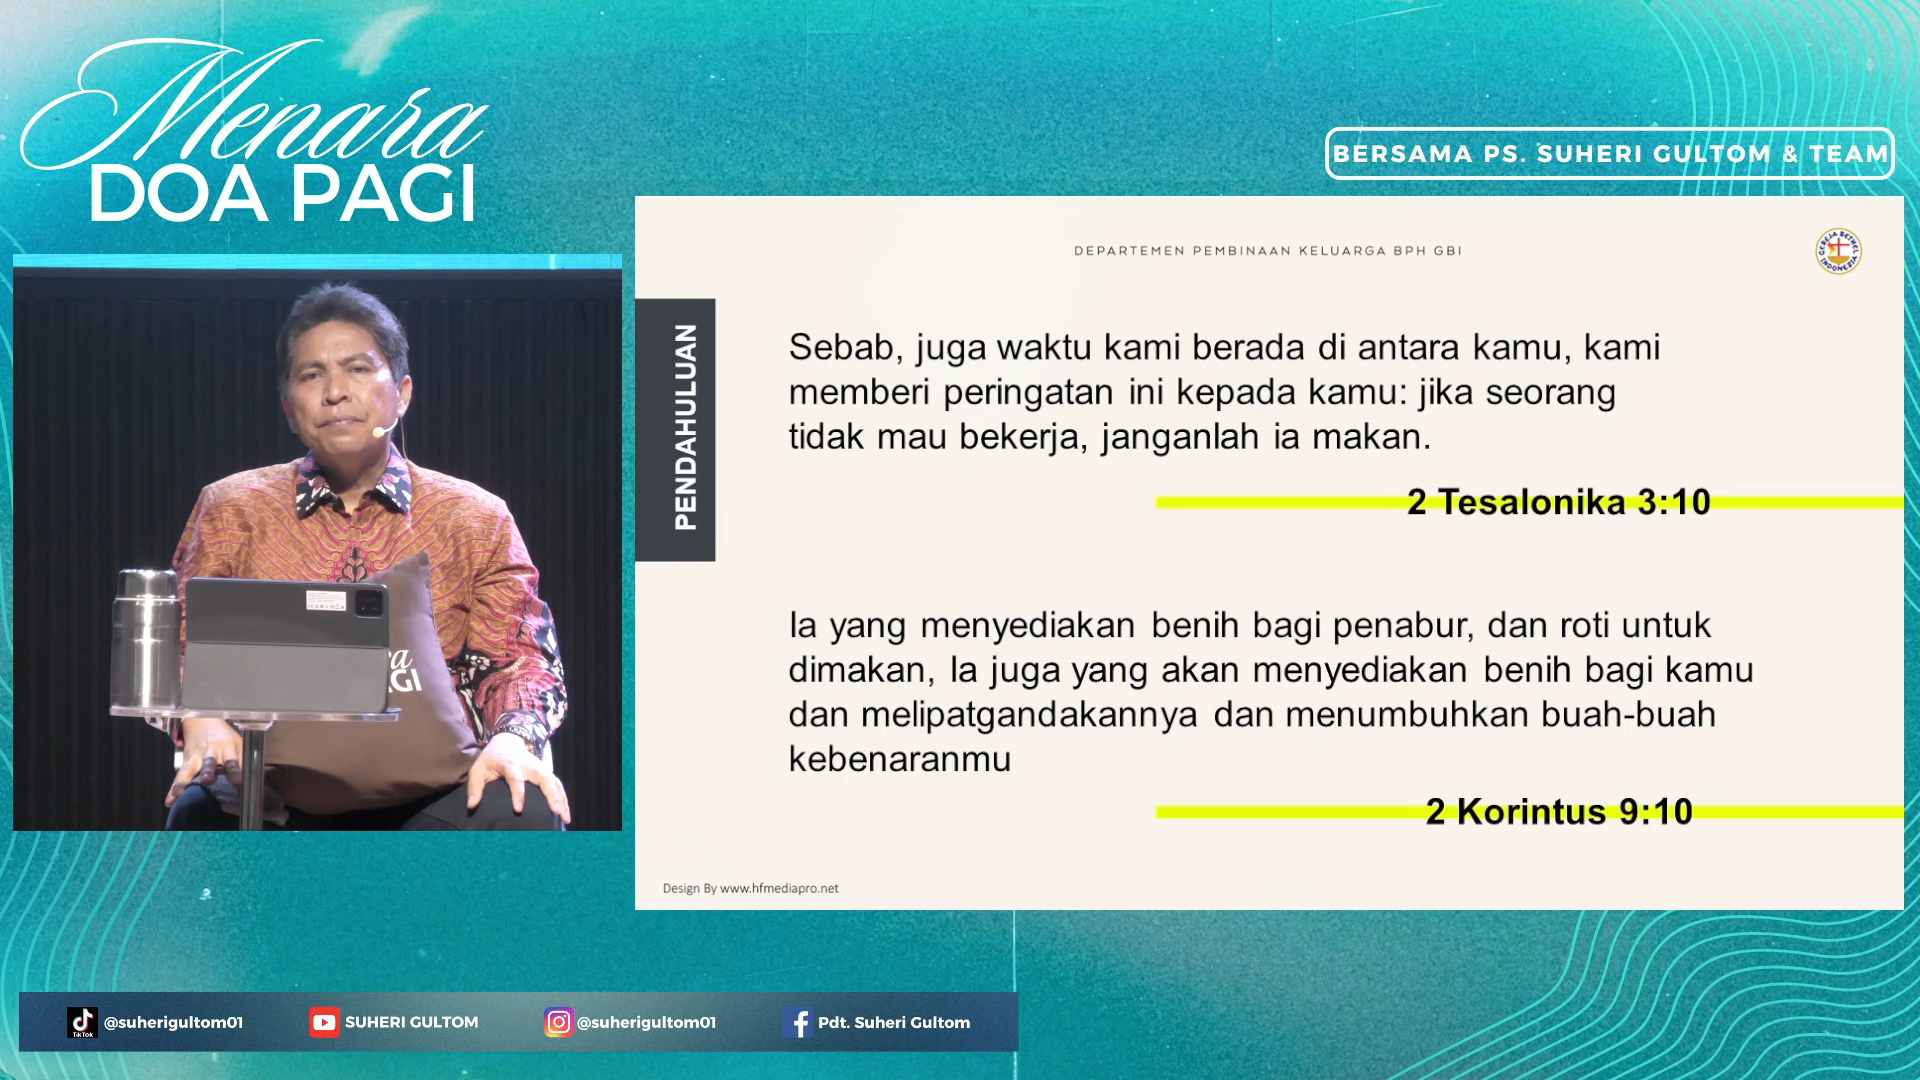 Menara
DOA PAGI
BERSAMA PS. SUHERI GULTOM & TEAM
DEPARTEMEN PEMBINAAN KELUARGA BPH GBI
GEREJA BETHEL
INDONESIA
PENDAHULUAN
Sebab, juga waktu kami berada di antara kamu, kami
memberi peringatan ini kepada kamu: jika seorang
tidak mau bekerja, janganlah ia makan.
2 Tesalonika 3:10
Ia yang menyediakan benih bagi penabur, dan roti untuk
dimakan, Ia juga yang akan menyediakan benih bagi kamu
dan melipatgandakannya dan menumbuhkan buah-buah
kebenaranmu
2 Korintus 9:10
Design By www.hfmediapro.net
TikTok
@suherigultom01
SUHERI GULTOM
@suherigultom01
Pdt. Suheri Gultom